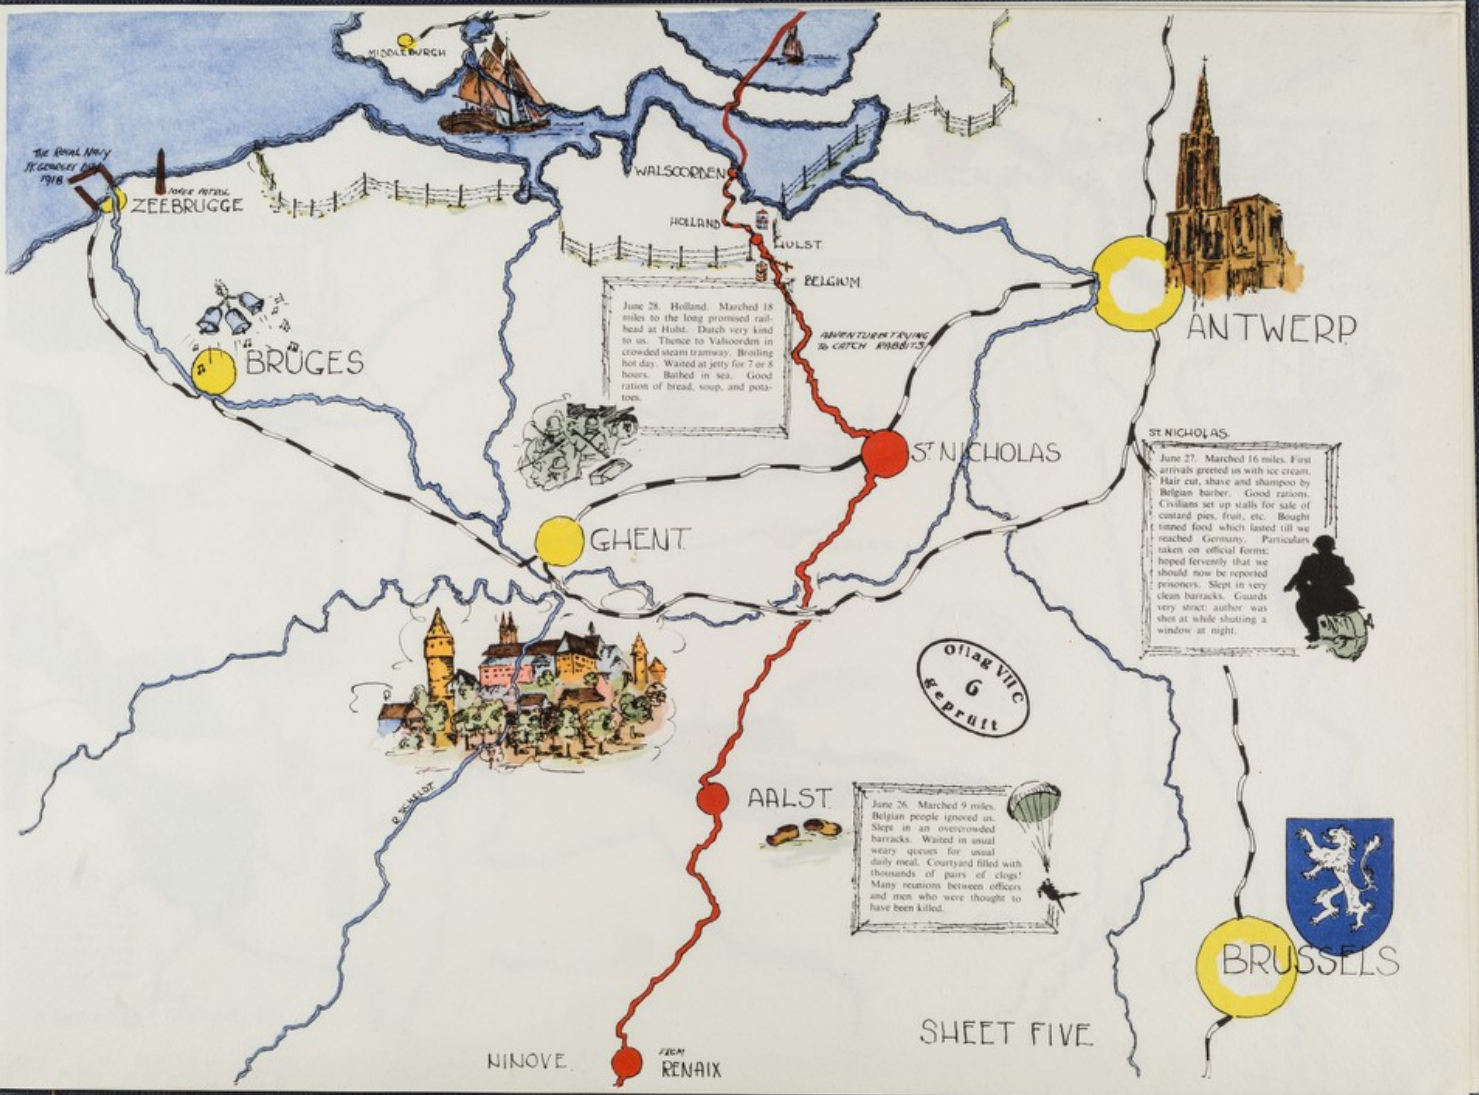 MIDDLEBURGH
THE ROYAL NAVY
ST. GEORGES DAY
1918
DOVER PATROL
ZEEBRUGGE
WALSOORDEN
HOLLAND
HULST.
BELGIUM.
BRUGES
June 28. Holland. Marched 18
miles to the long promised rail-
head at Hulst. Dutch very kind
to us. Thence to Valsoorden in
crowded steam tramway. Broiling
hot day. Waited at jetty for 7 or 8
hours. Bathed in sea. Good
ration of bread, soup, and pota-
toes.
ADVENTURES TRYING
TO CATCH RABBITS
ANTWERP.
ST NICHOLAS
GHENT.
ST. NICHOLAS.
June 27. Marched 16 miles. First
arrivals greeted us with ice cream.
Hair cut, shave and shampoo by
Belgian barber. Good rations.
Civilians set up stalls for sale of
custard pies, fruit, etc. Bought
tinned food which lasted till we
reached Germany. Particulars
taken on official forms;
hoped fervently that we
should now be reported
prisoners. Slept in very
clean barracks. Guards
very strict; author was
shot at while shutting a
window at night.
Oflag VII C
6
geprüft
R. SCHELDT.
AALST.
June 26. Marched 9 miles.
Belgian people ignored us.
Slept in an overcrowded
barracks. Waited in usual
weary queues for usual
daily meal. Courtyard filled with
thousands of pairs of clogs!
Many reunions between officers
and men who were thought to
have been killed.
BRUSSELS
SHEET FIVE
NINOVE.
FROM
RENAIX